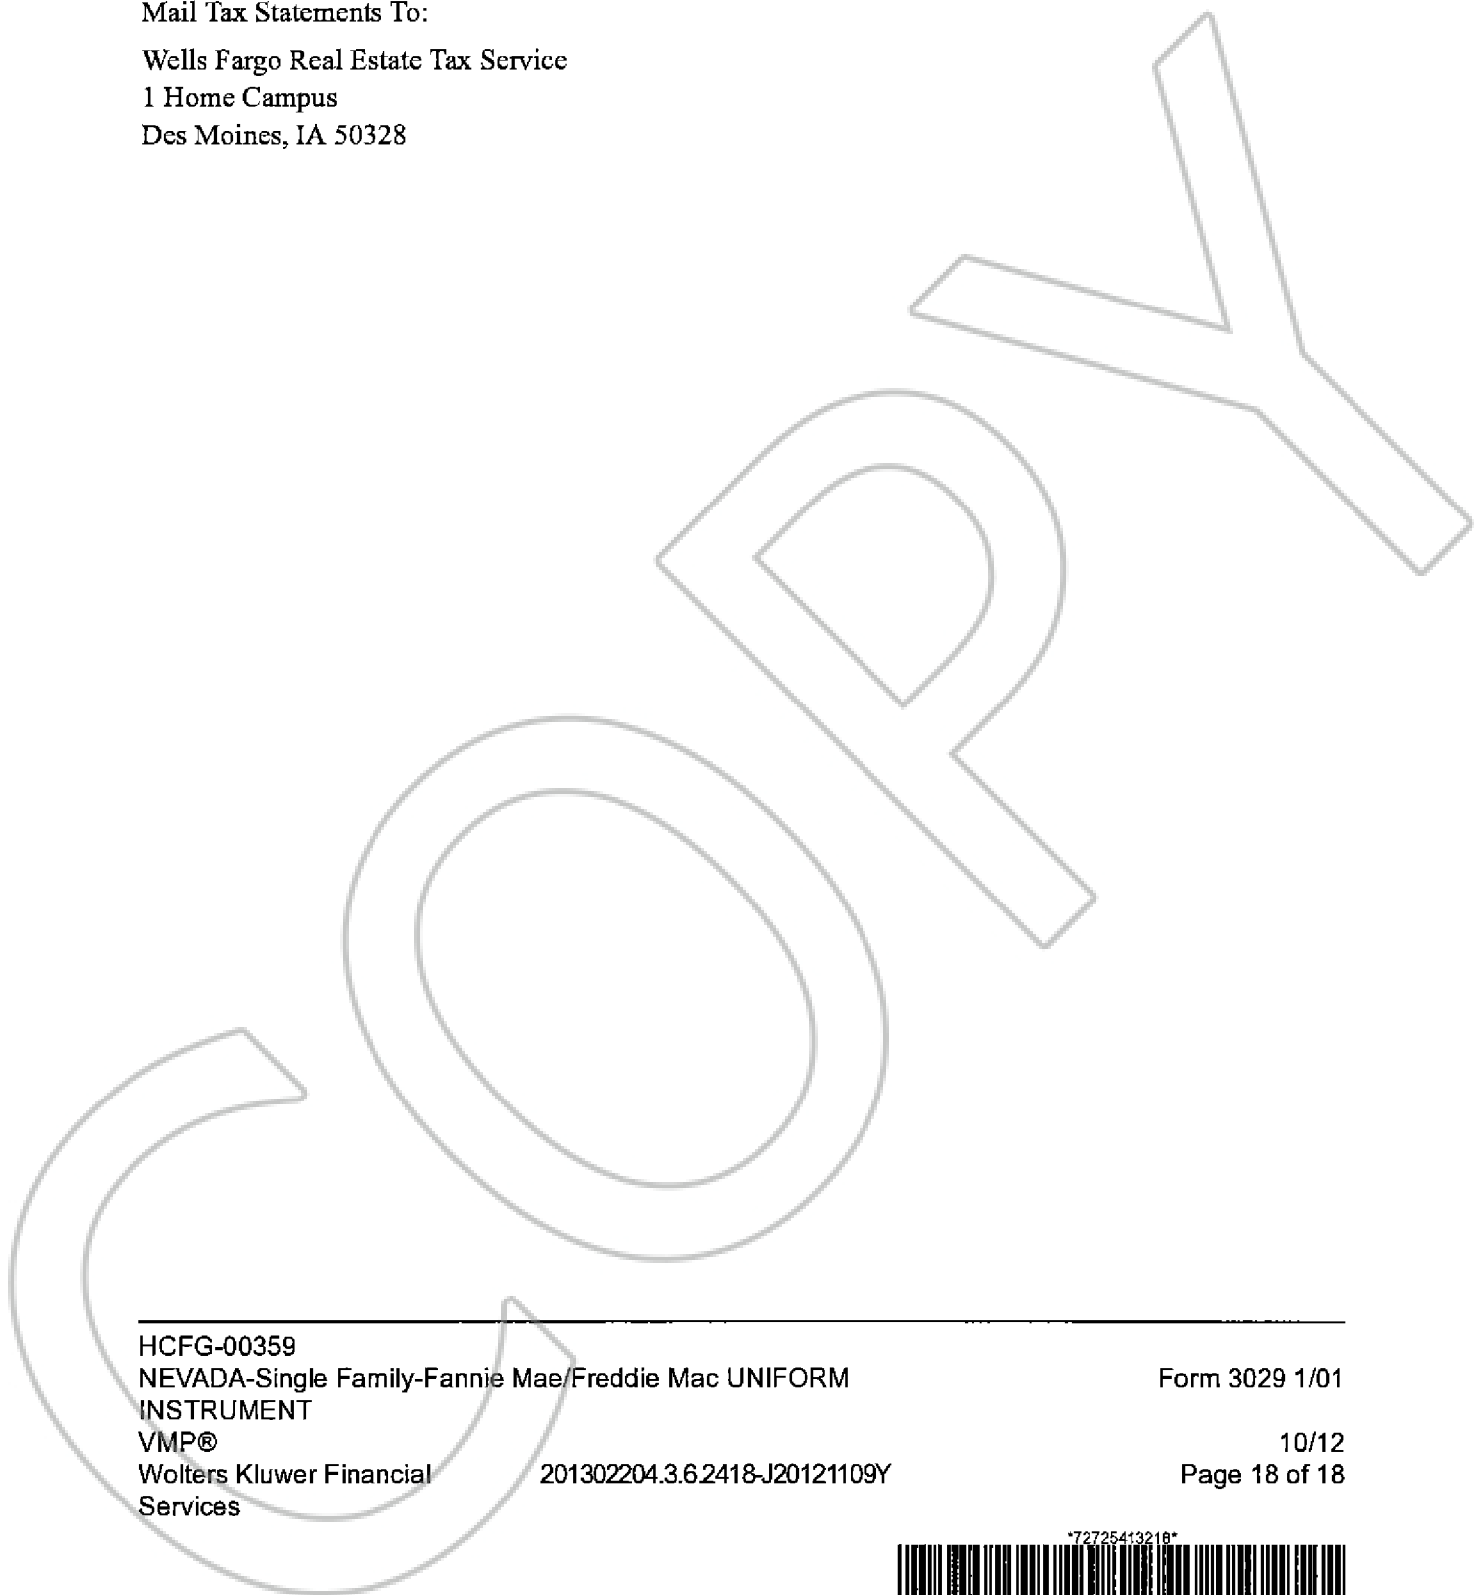 Mail Tax Statements To:
Wells Fargo Real Estate Tax Service
1 Home Campus
Des Moines, IA 50328
COPY
HCFG-00359
NEVADA-Single Family-Fannie Mae/Freddie Mac UNIFORM Form 3029 1/01
INSTRUMENT
VMP® 10/12
Wolters Kluwer Financial 201302204.3.6.2418-J20121109Y Page 18 of 18
Services
*72725413218*